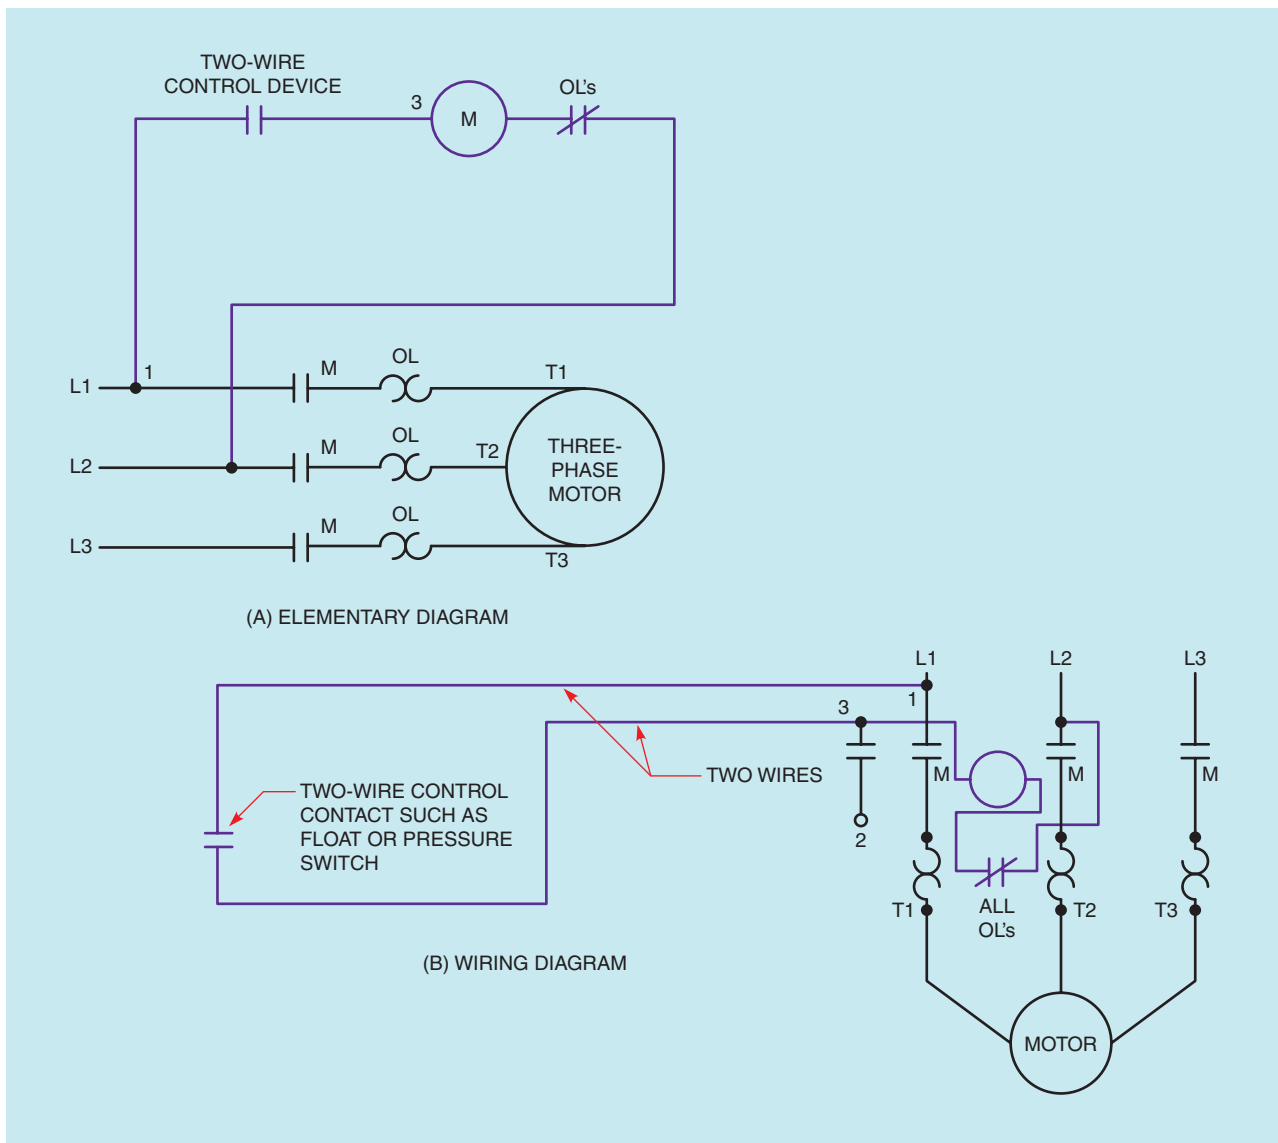 TWO-WIRE
CONTROL DEVICE
3
M
OL's
1
L1
M
OL
T1
L2
M
OL
T2
THREE-
PHASE
MOTOR
L3
M
OL
T3
(A) ELEMENTARY DIAGRAM
L1
L2
L3
1
3
TWO WIRES
M
M
M
TWO-WIRE CONTROL
CONTACT SUCH AS
FLOAT OR PRESSURE
SWITCH
2
T1
ALL
OL's
T2
T3
(B) WIRING DIAGRAM
MOTOR